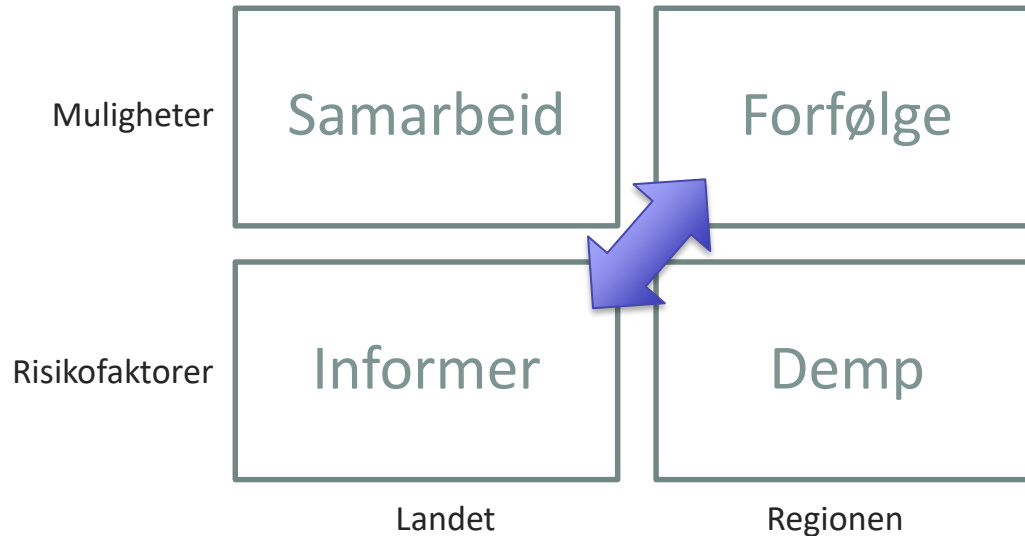 Muligheter
Samarbeid
Forfølge
Risikofaktorer
Informer
Demp
Landet
Regionen